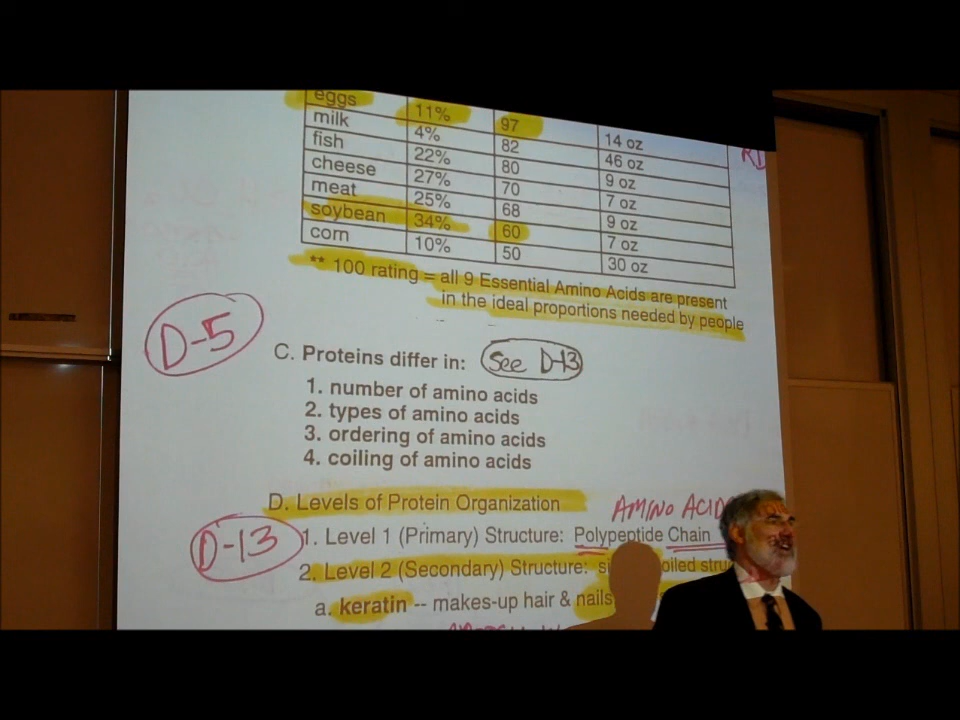 eggs 11% 97 14 oz
milk 4% 82 46 oz
fish 22% 80 9 oz
cheese 27% 70 7 oz
meat 25% 68 9 oz
soybean 34% 60 7 oz
corn 10% 50 30 oz
** 100 rating = all 9 Essential Amino Acids are present
in the ideal proportions needed by people
D-5
C. Proteins differ in: See D-13
1. number of amino acids
2. types of amino acids
3. ordering of amino acids
4. coiling of amino acids
D. Levels of Protein Organization
AMINO ACID
D-13
1. Level 1 (Primary) Structure: Polypeptide Chain
2. Level 2 (Secondary) Structure:
a. keratin -- makes-up hair & nails